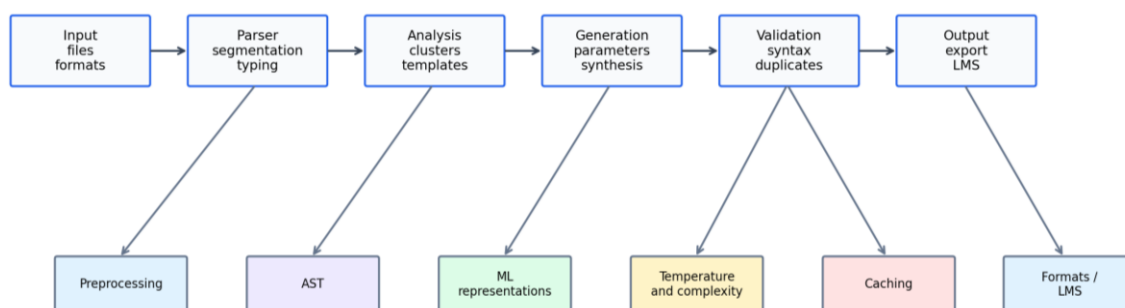 Input
files
formats
Parser
segmentation
typing
Analysis
clusters
templates
Generation
parameters
synthesis
Validation
syntax
duplicates
Output
export
LMS
Preprocessing
AST
ML
representations
Temperature
and complexity
Caching
Formats /
LMS